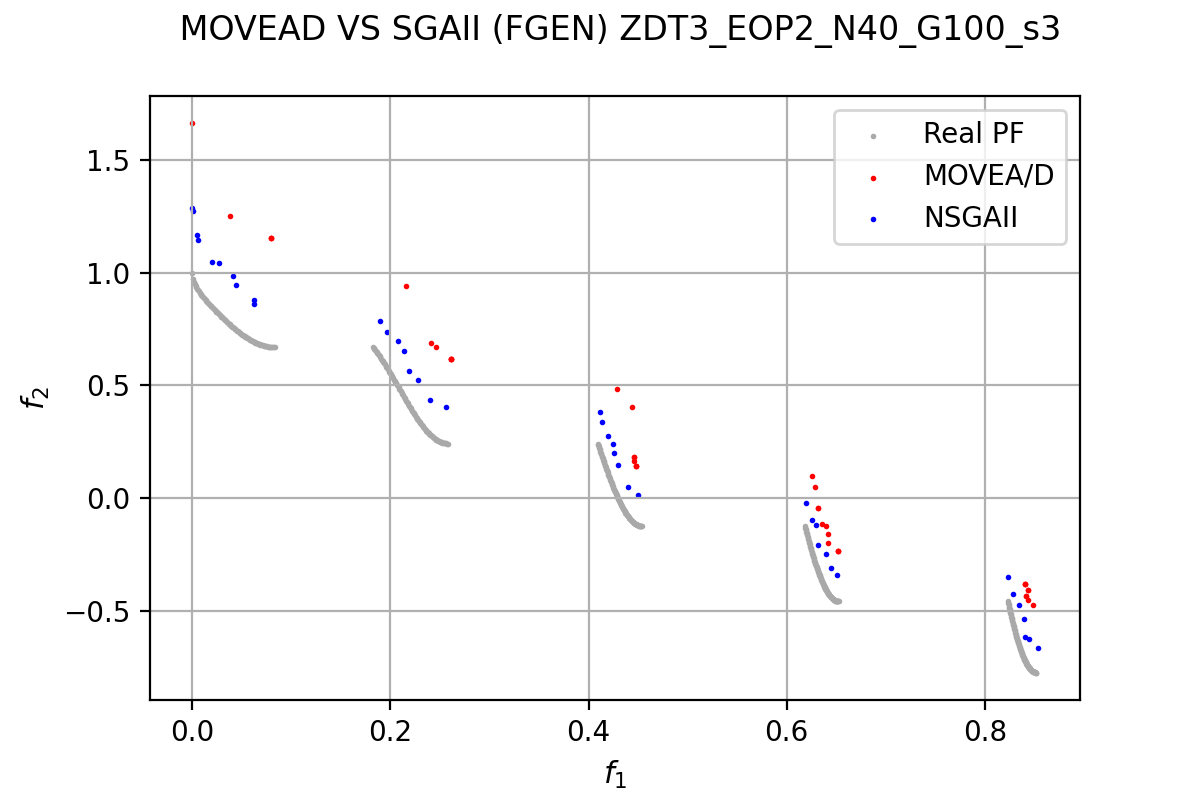 MOVEAD VS SGAII (FGEN) ZDT3_EOP2_N40_G100_s3
Real PF
MOVEA/D
NSGAII
1.5
1.0
0.5
0.0
−0.5
f₂
0.0 0.2 0.4 0.6 0.8
f₁